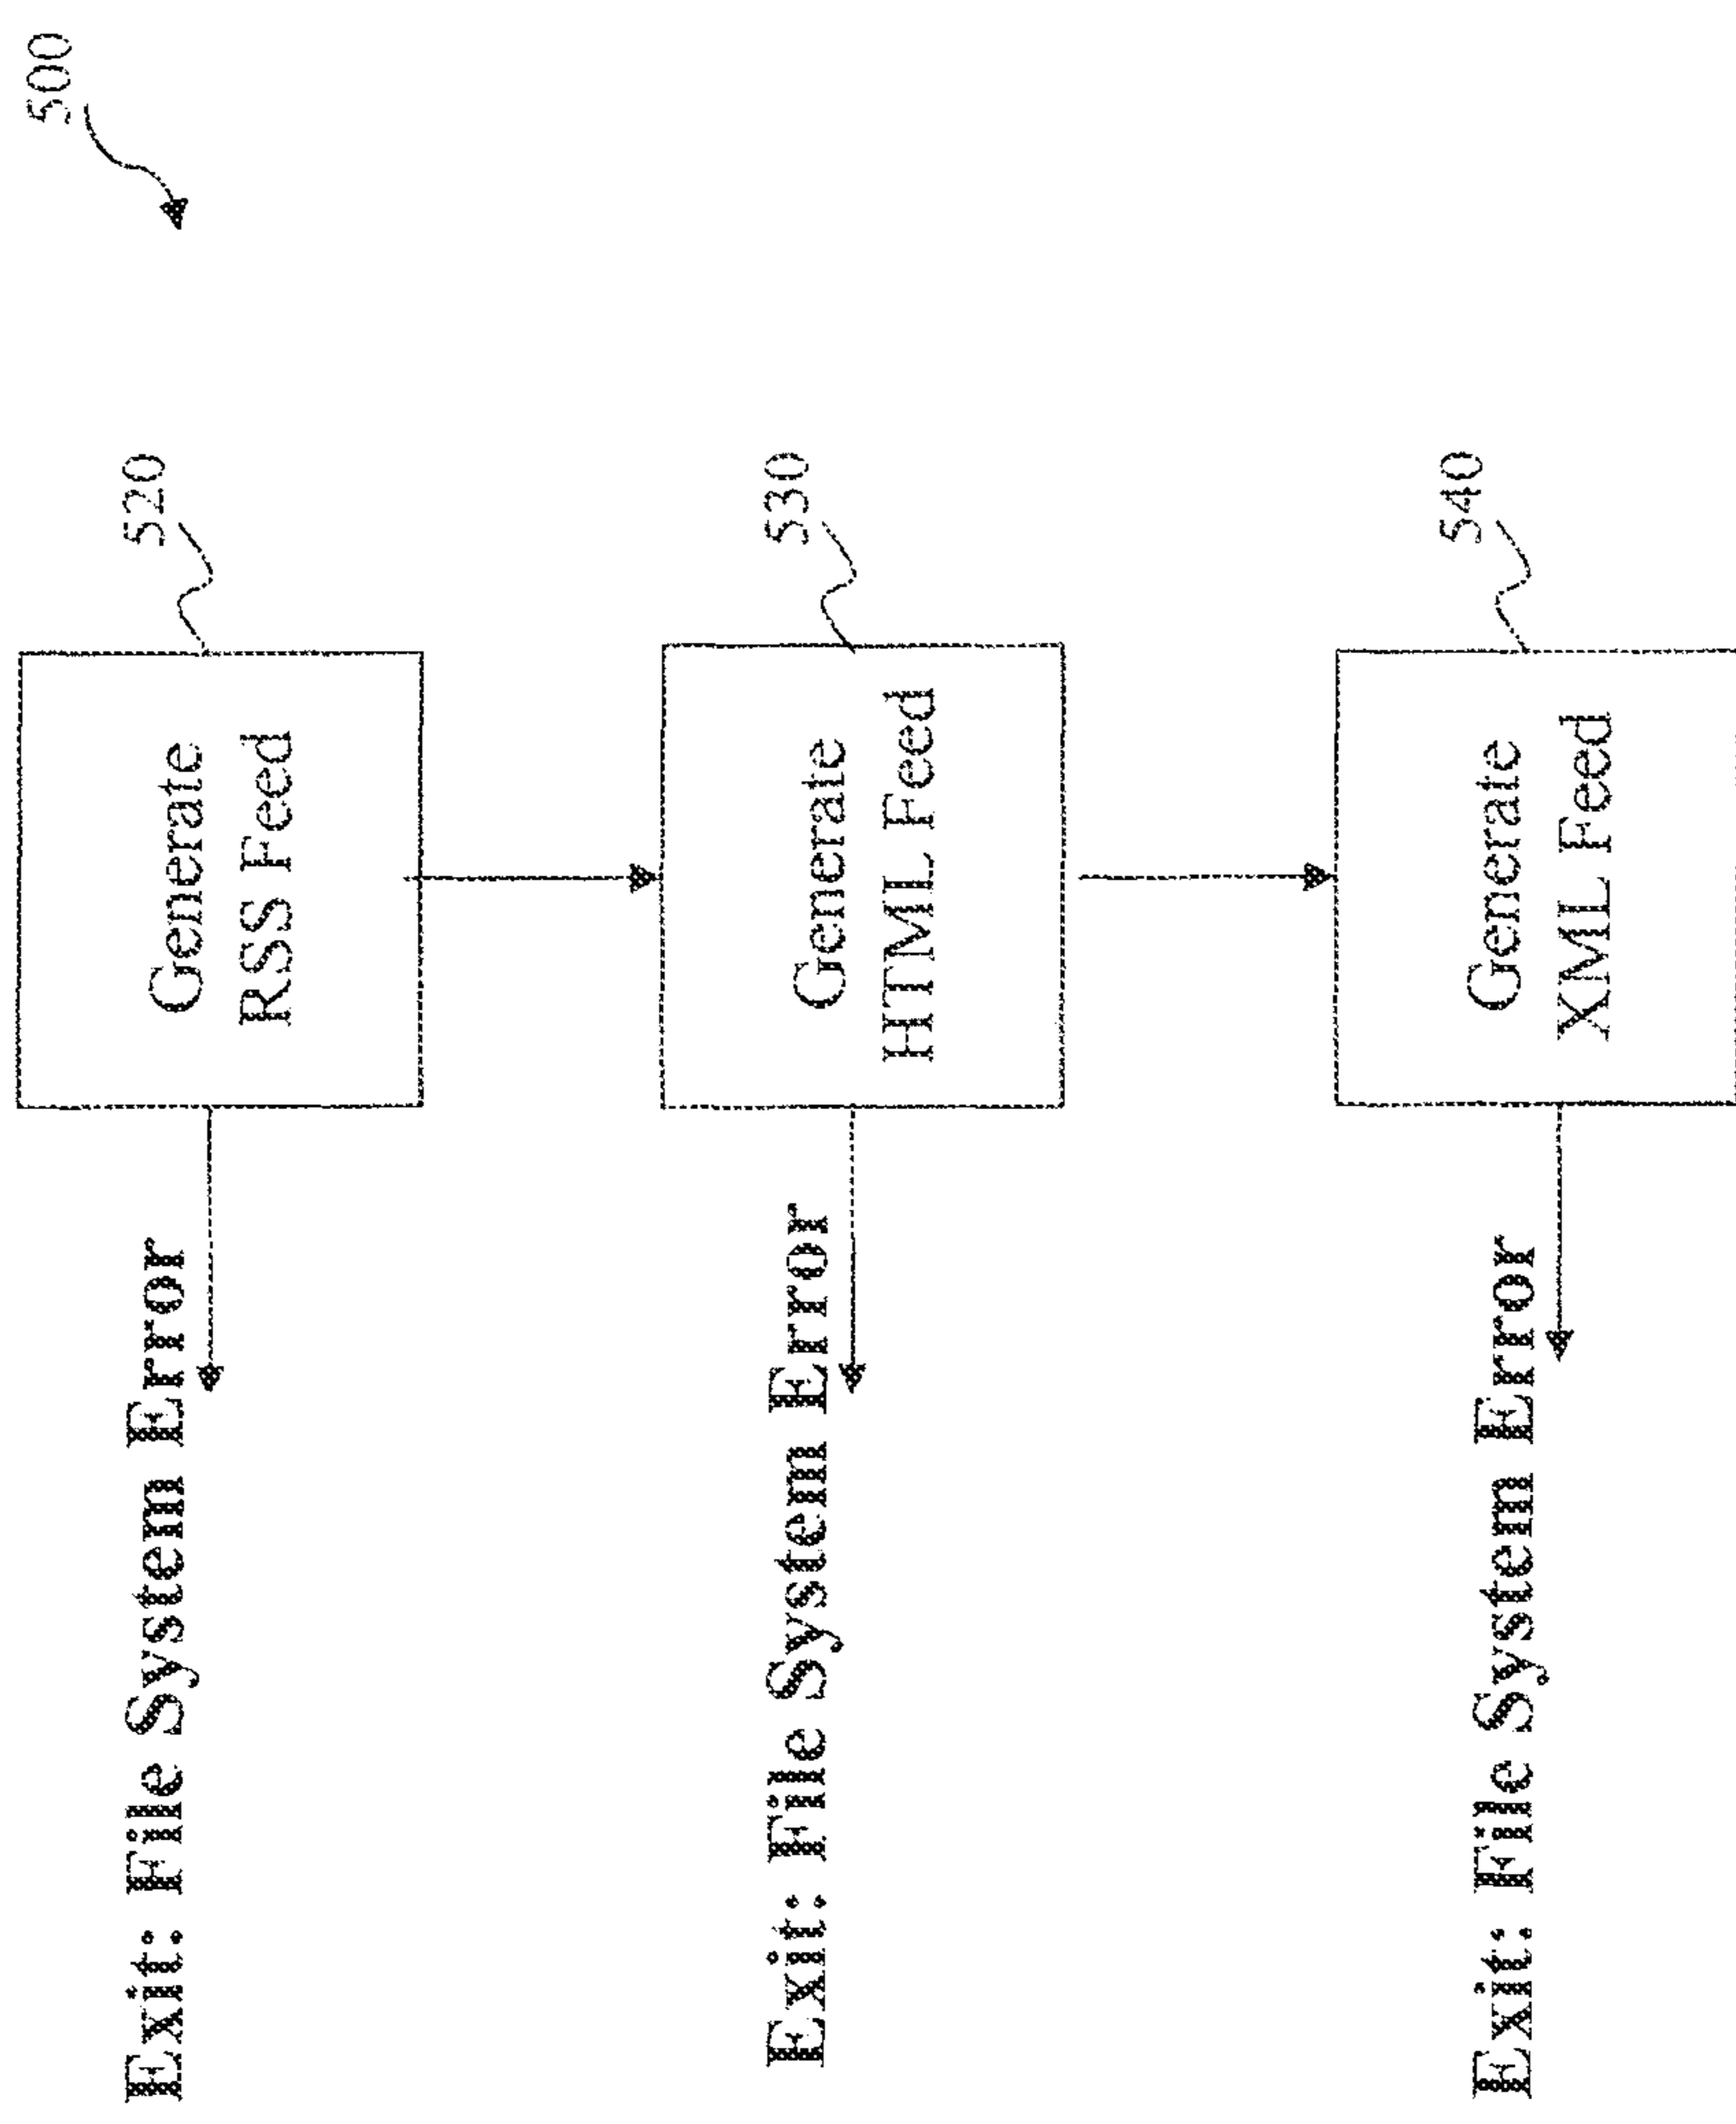 500
520
Generate
RSS Feed
Exit: File System Error
530
Generate
HTML Feed
Exit: File System Error
540
Generate
XML Feed
Exit: File System Error